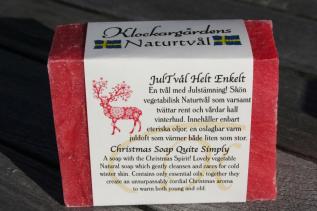 Klockargårdens
Naturtvål
JulTvål Helt Enkelt
En tvål med Julstämning! Skön
vegetabilisk Naturtvål som varsamt
tvättar rent och vårdar kall
vinterhud. Innehåller enbart
eteriska oljor, en oslagbar varm
juldoft som värmer både liten som stor.
Christmas Soap Quite Simply
A soap with the Christmas Spirit! Lovely vegetable
Natural soap which gently cleanses and cares for cold
winter skin. Contains only essential oils, together they
create an unsurpassably cordial Christmas aroma
to warm both young and old.